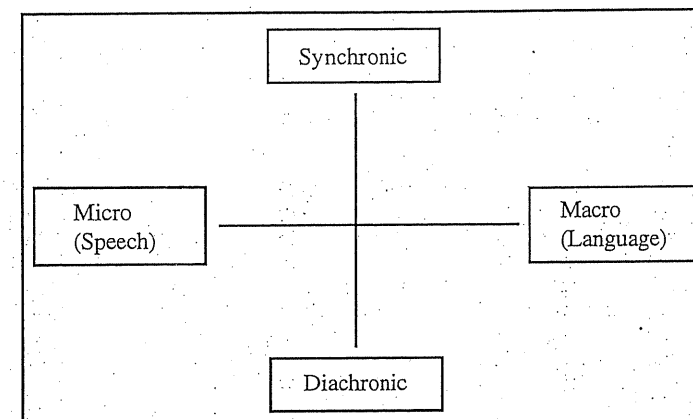 Synchronic
Micro
(Speech)
Macro
(Language)
Diachronic